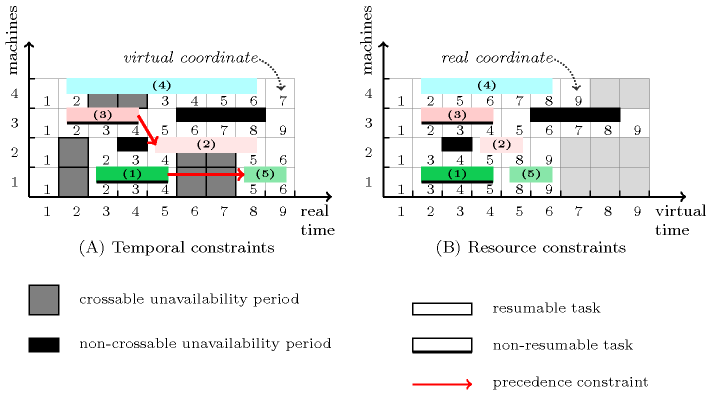 machines
virtual coordinate
4
(4)
1 2 3 4 5 6 7
3
(3)
1 2 3 4 5 6 7 8 9
2
(2)
1 2 3 4 5 6
1
(1)
(5)
1 2 3 4 5 6
1 2 3 4 5 6 7 8 9
real
time
(A) Temporal constraints
machines
real coordinate
4
(4)
1 2 5 6 7 8 9
3
(3)
1 2 3 4 5 6 7 8 9
2
(2)
1 3 4 5 8 9
1
(1)
(5)
1 3 4 5 8 9
1 2 3 4 5 6 7 8 9
virtual
time
(B) Resource constraints
crossable unavailability period
non-crossable unavailability period
resumable task
non-resumable task
precedence constraint